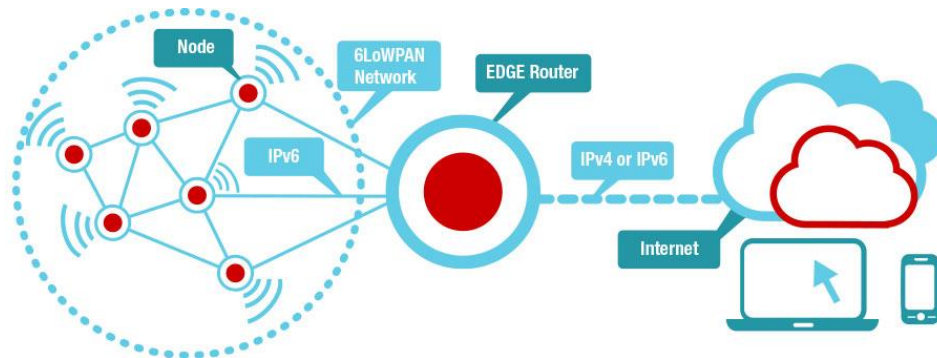 Node
6LoWPAN
Network
EDGE Router
IPv6
IPv4 or IPv6
Internet